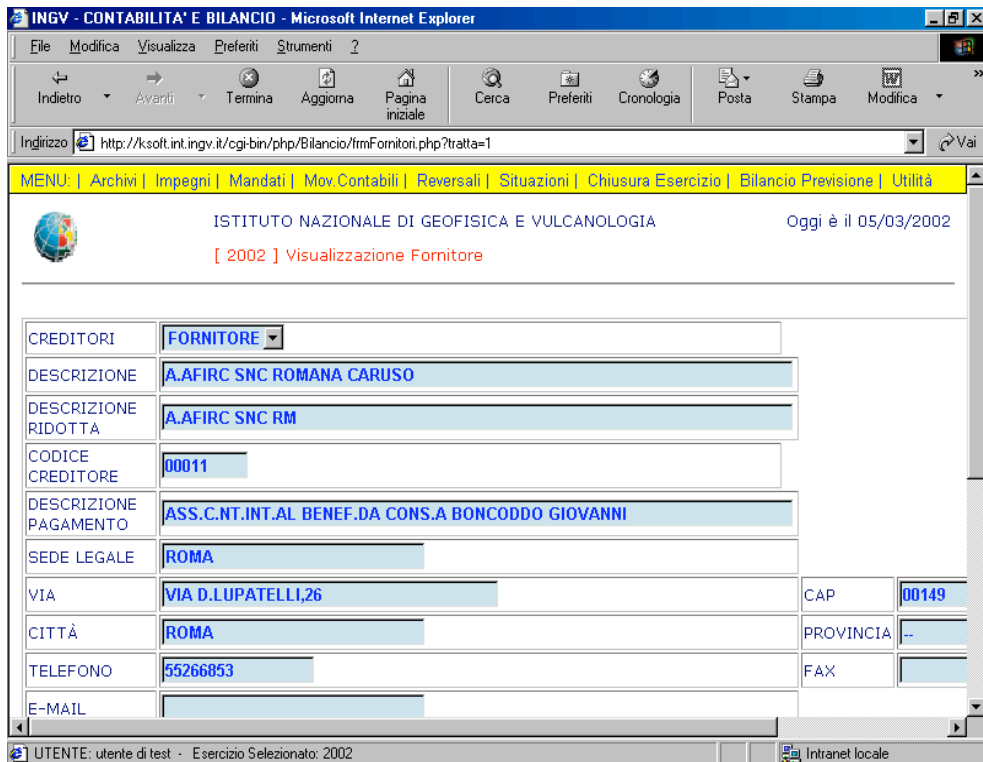 INGV - CONTABILITA' E BILANCIO - Microsoft Internet Explorer
File Modifica Visualizza Preferiti Strumenti ?
Indietro Avanti Termina Aggiorna Pagina iniziale Cerca Preferiti Cronologia Posta Stampa Modifica »
Indirizzo http://ksoft.int.ingv.it/cgi-bin/php/Bilancio/frmFornitori.php?tratta=1 Vai
MENU: | Archivi | Impegni | Mandati | Mov.Contabili | Reversali | Situazioni | Chiusura Esercizio | Bilancio Previsione | Utilità
ISTITUTO NAZIONALE DI GEOFISICA E VULCANOLOGIA Oggi è il 05/03/2002
[ 2002 ] Visualizzazione Fornitore
CREDITORI FORNITORE
DESCRIZIONE A.AFIRC SNC ROMANA CARUSO
DESCRIZIONE RIDOTTA A.AFIRC SNC RM
CODICE CREDITORE 00011
DESCRIZIONE PAGAMENTO ASS.C.NT.INT.AL BENEF.DA CONS.A BONCODDO GIOVANNI
SEDE LEGALE ROMA
VIA VIA D.LUPATELLI,26 CAP 00149
CITTÀ ROMA PROVINCIA --
TELEFONO 55266853 FAX
E-MAIL
UTENTE: utente di test - Esercizio Selezionato: 2002 Intranet locale